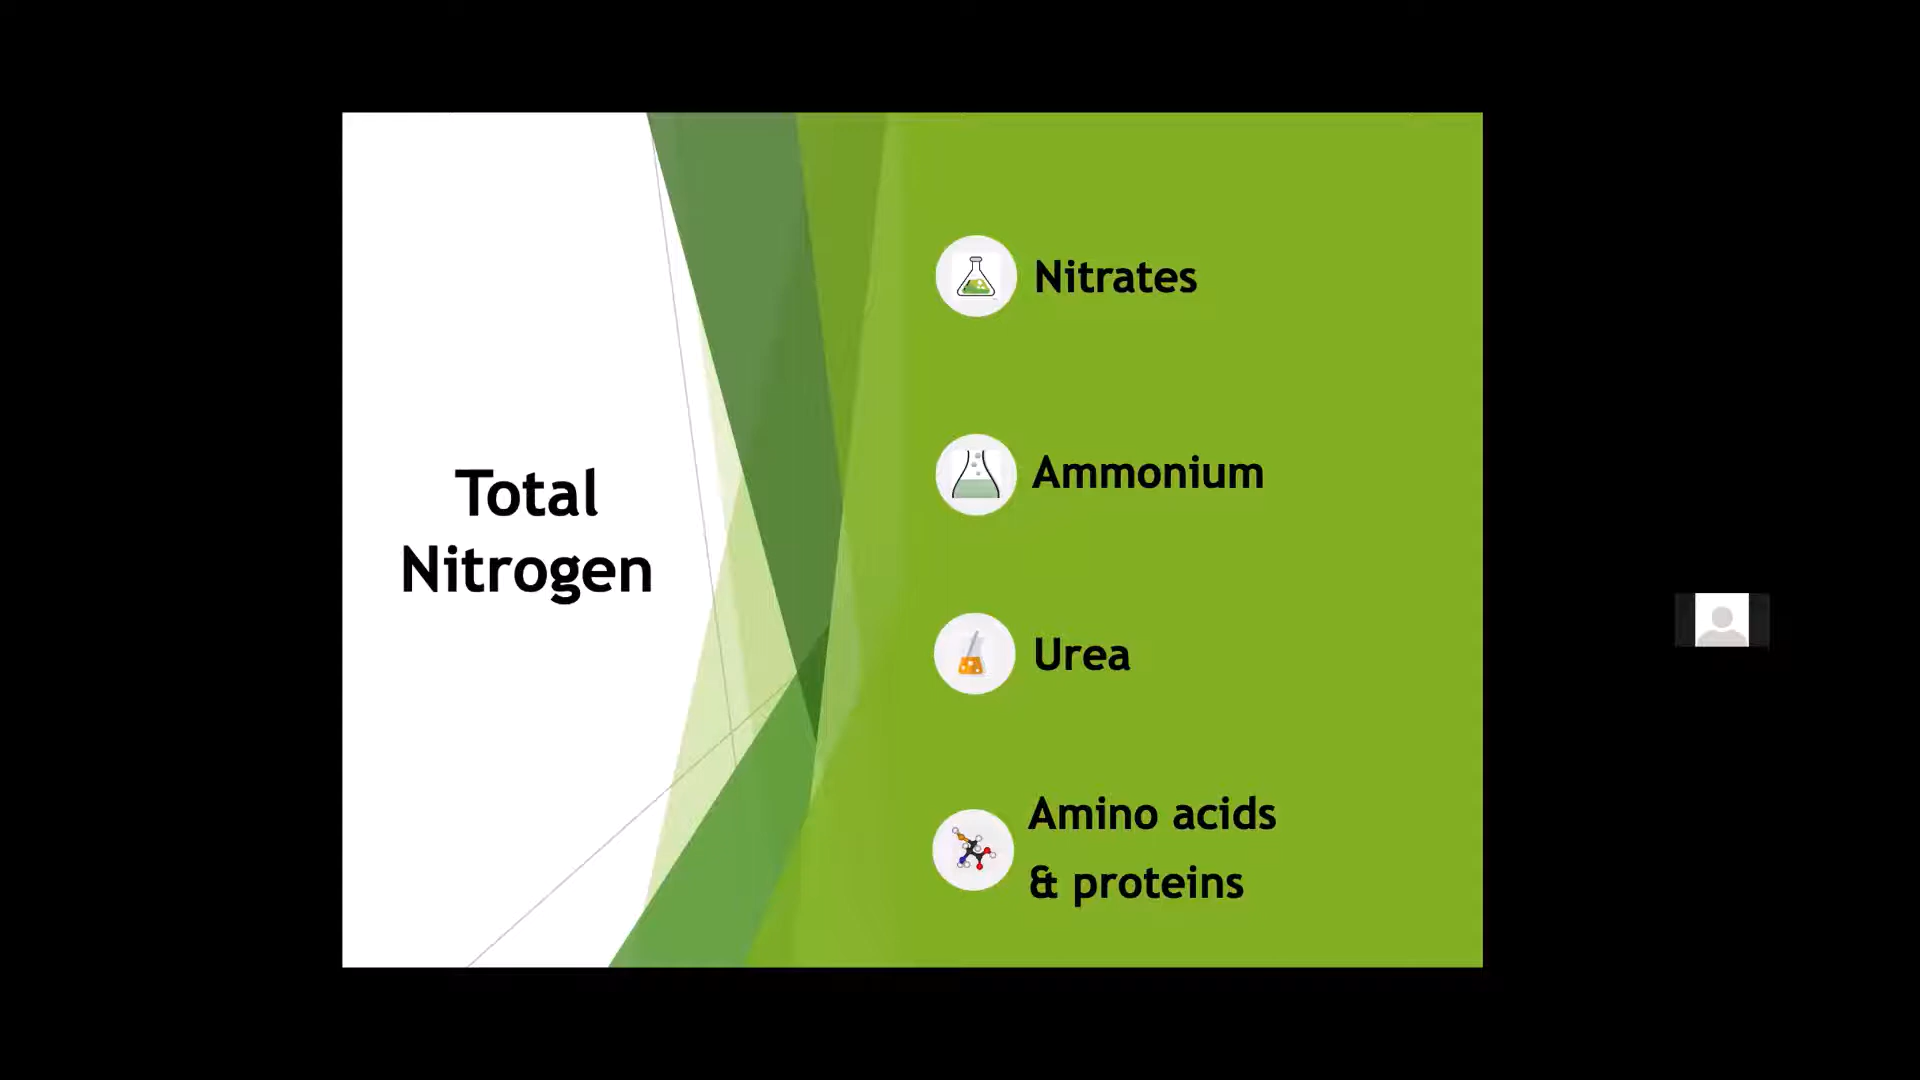 Total
Nitrogen
Nitrates
Ammonium
Urea
Amino acids
& proteins